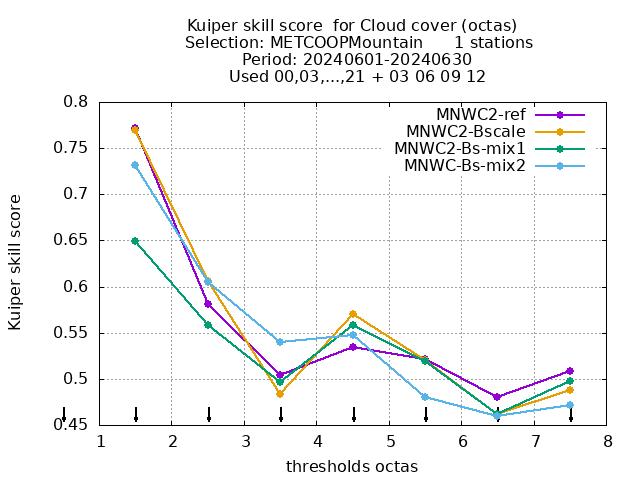 Kuiper skill score  for Cloud cover (octas)
Selection: METCOOPMountain      1 stations
Period: 20240601-20240630
Used 00,03,...,21 + 03 06 09 12
MNWC2-ref
MNWC2-Bscale
MNWC2-Bs-mix1
MNWC-Bs-mix2
Kuiper skill score
0.8
0.75
0.7
0.65
0.6
0.55
0.5
0.45
1 2 3 4 5 6 7 8
thresholds octas